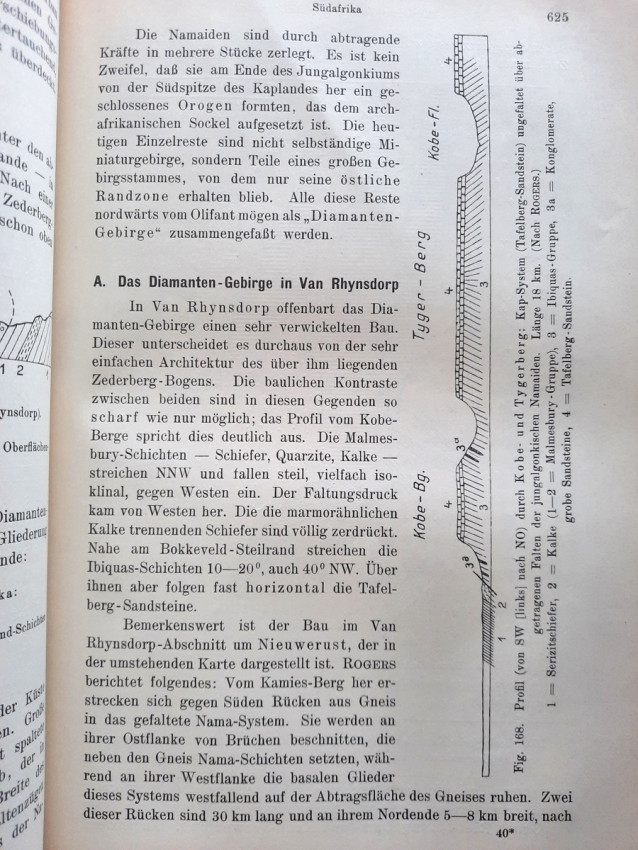 Südafrika
625
Die Namaiden sind durch abtragende
Kräfte in mehrere Stücke zerlegt. Es ist kein
Zweifel, daß sie am Ende des Jungalgonkiums
von der Südspitze des Kaplandes her ein ge-
schlossenes Orogen formten, das dem arch-
afrikanischen Sockel aufgesetzt ist. Die heu-
tigen Einzelreste sind nicht selbständige Mi-
niaturgebirge, sondern Teile eines großen Ge-
birgsstammes, von dem nur seine östliche
Randzone erhalten blieb. Alle diese Reste
nordwärts vom Olifant mögen als „Diamanten-
Gebirge“ zusammengefaßt werden.
A. Das Diamanten-Gebirge in Van Rhynsdorp
In Van Rhynsdorp offenbart das Dia-
manten-Gebirge einen sehr verwickelten Bau.
Dieser unterscheidet es durchaus von der sehr
einfachen Architektur des über ihm liegenden
Zederberg-Bogens. Die baulichen Kontraste
zwischen beiden sind in diesen Gegenden so
scharf wie nur möglich; das Profil vom Kobe-
Berge spricht dies deutlich aus. Die Malmes-
bury-Schichten — Schiefer, Quarzite, Kalke —
streichen NNW und fallen steil, vielfach iso-
klinal, gegen Westen ein. Der Faltungsdruck
kam von Westen her. Die die marmorähnlichen
Kalke trennenden Schiefer sind völlig zerdrückt.
Nahe am Bokkeveld-Steilrand streichen die
Ibiquas-Schichten 10—20°, auch 40° NW. Über
ihnen aber folgen fast horizontal die Tafel-
berg-Sandsteine.
Bemerkenswert ist der Bau im Van
Rhynsdorp-Abschnitt um Nieuwerust, der in
der umstehenden Karte dargestellt ist. ROGERS
berichtet folgendes: Vom Kamies-Berg her er-
strecken sich gegen Süden Rücken aus Gneis
in das gefaltete Nama-System. Sie werden an
ihrer Ostflanke von Brüchen beschnitten, die
neben den Gneis Nama-Schichten setzten, wäh-
rend an ihrer Westflanke die basalen Glieder
dieses Systems westfallend auf der Abtragsfläche des Gneises ruhen. Zwei
dieser Rücken sind 30 km lang und an ihrem Nordende 5—8 km breit, nach
40*
Kobe-Bg.
Tyger-Berg
Kobe-Fl.
1
2
3ª
3
4
3ª
3
4
4
Fig. 168. Profil (von SW [links] nach NO) durch Kobe- und Tygerberg: Kap-System (Tafelberg-Sandstein) ungefaltet über ab-
getragenen Falten der jungalgonkischen Namaiden. Länge 18 km. (Nach ROGERS.)
1 = Serizitschiefer, 2 = Kalke (1—2 = Malmesbury-Gruppe), 3 = Ibiquas-Gruppe, 3a = Konglomerate,
grobe Sandsteine, 4 = Tafelberg-Sandstein.
1 2
ynsdorp).
Oberfläche
Diamanten
Gliederung
nd-Schichten